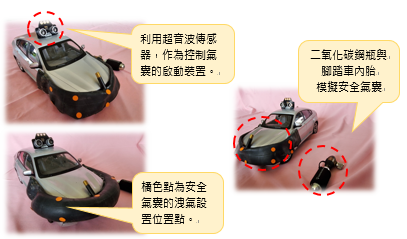 利用超音波傳感
器，作為控制氣
囊的啟動裝置。
二氧化碳鋼瓶與
腳踏車內胎，
模擬安全氣囊
橘色點為安全
氣囊的洩氣設
置位置點。